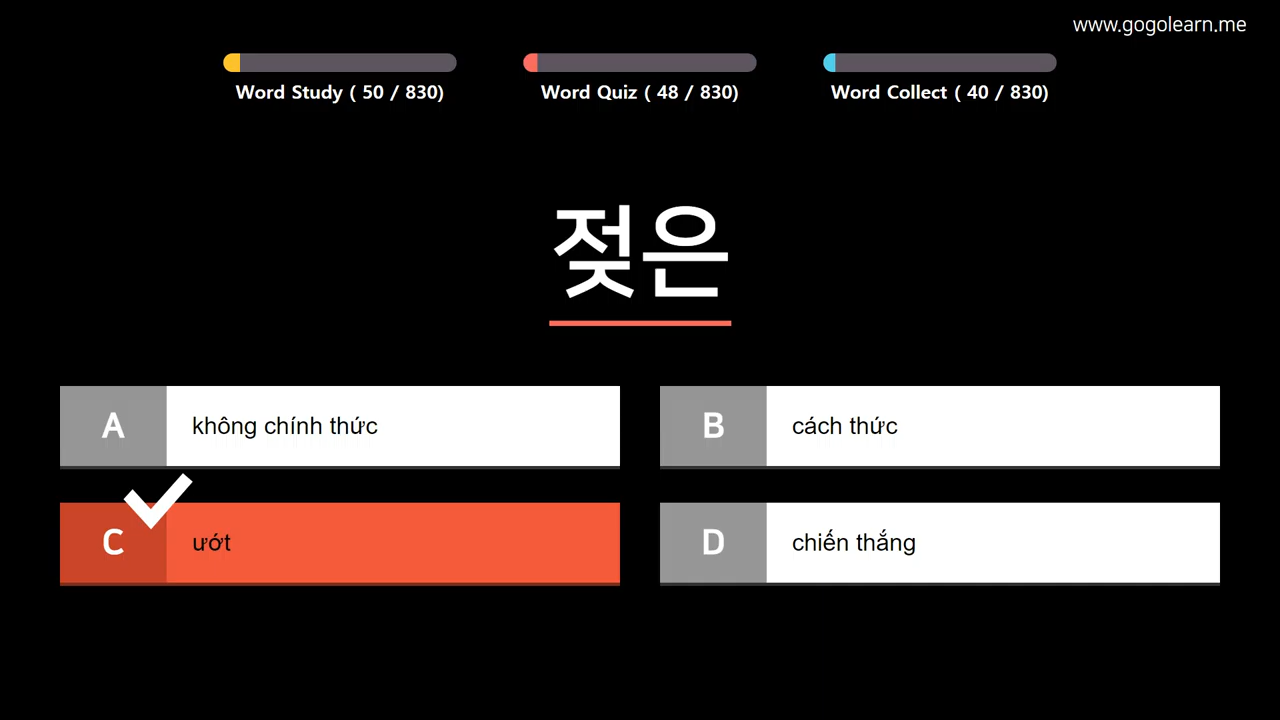 www.gogolearn.me
Word Study ( 50 / 830)
Word Quiz ( 48 / 830)
Word Collect ( 40 / 830)
젖은
A
không chính thức
B
cách thức
C
ướt
D
chiến thắng